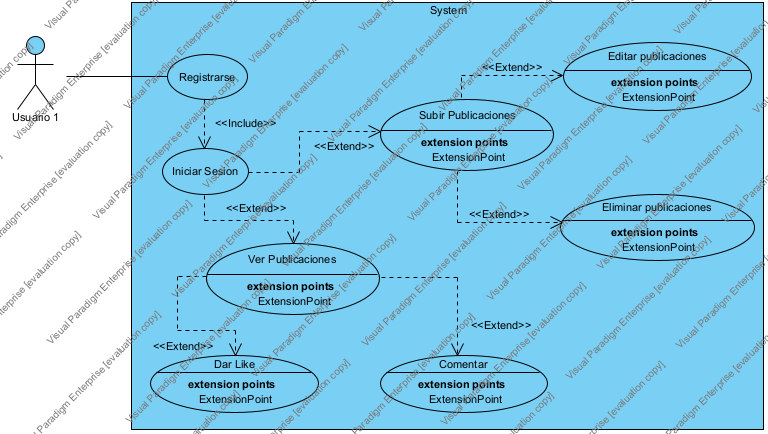 System
Usuario 1
Registrarse
<<Include>>
Iniciar Sesion
<<Extend>>
Subir Publicaciones
extension points
ExtensionPoint
<<Extend>>
Editar publicaciones
extension points
ExtensionPoint
<<Extend>>
Eliminar publicaciones
extension points
ExtensionPoint
<<Extend>>
Ver Publicaciones
extension points
ExtensionPoint
<<Extend>>
Dar Like
extension points
ExtensionPoint
<<Extend>>
Comentar
extension points
ExtensionPoint
Visual Paradigm Enterprise [evaluation copy]